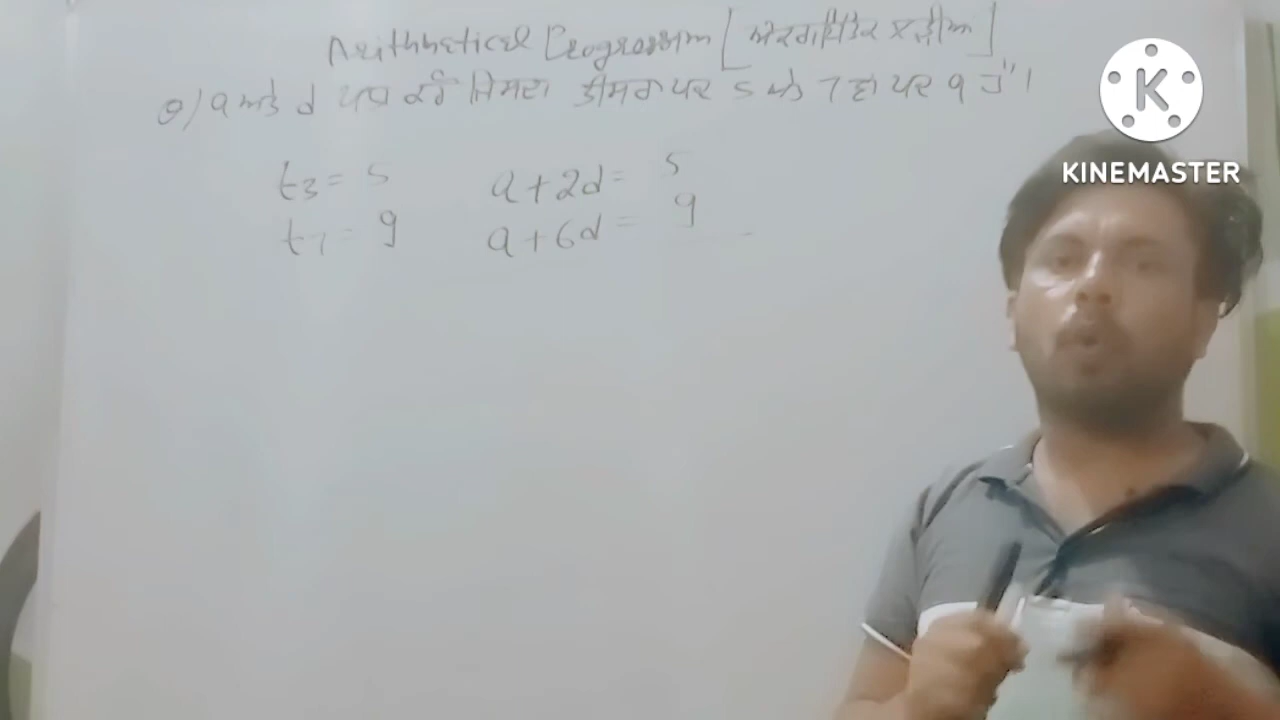 Arithmetical Progression [ਅੰਕਗਣਿਤਿਕ ਲੜੀਆਂ]
Q) a ਅਤੇ d ਪਤਾ ਕਰੋ ਜਿਸਦਾ ਤੀਸਰਾ ਪਦ 5 ਅਤੇ 7ਵਾਂ ਪਦ 9 ਹੈ।
t3 = 5 a + 2d = 5
t7 = 9 a + 6d = 9
K
KINEMASTER